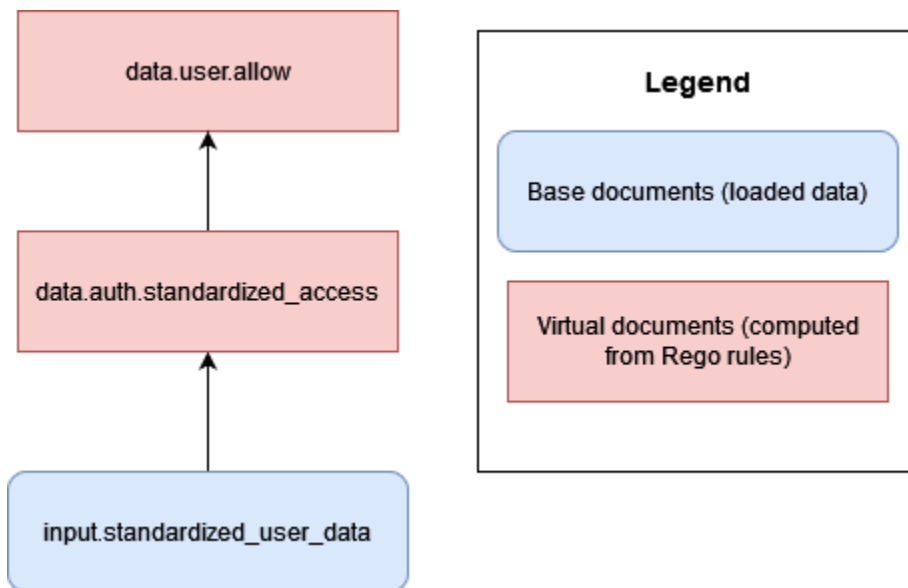 data.user.allow
data.auth.standardized_access
input.standardized_user_data
Legend
Base documents (loaded data)
Virtual documents (computed
from Rego rules)